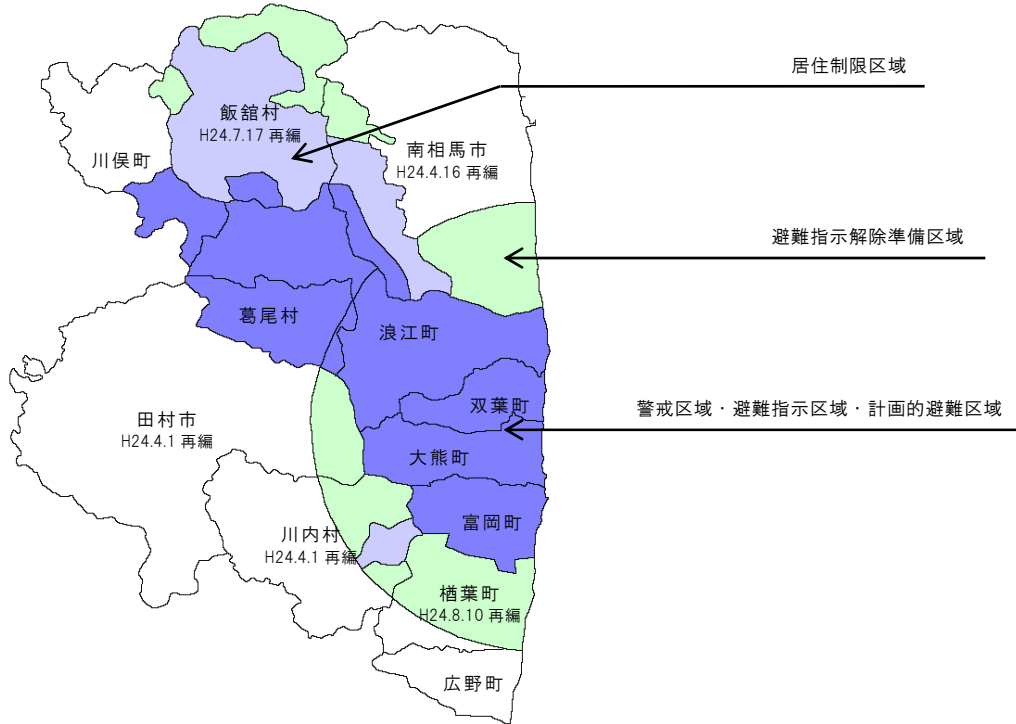 居住制限区域
飯舘村
H24.7.17 再編
川俣町
南相馬市
H24.4.16 再編
避難指示解除準備区域
葛尾村
浪江町
双葉町
警戒区域・避難指示区域・計画的避難区域
田村市
H24.4.1 再編
大熊町
富岡町
川内村
H24.4.1 再編
楢葉町
H24.8.10 再編
広野町